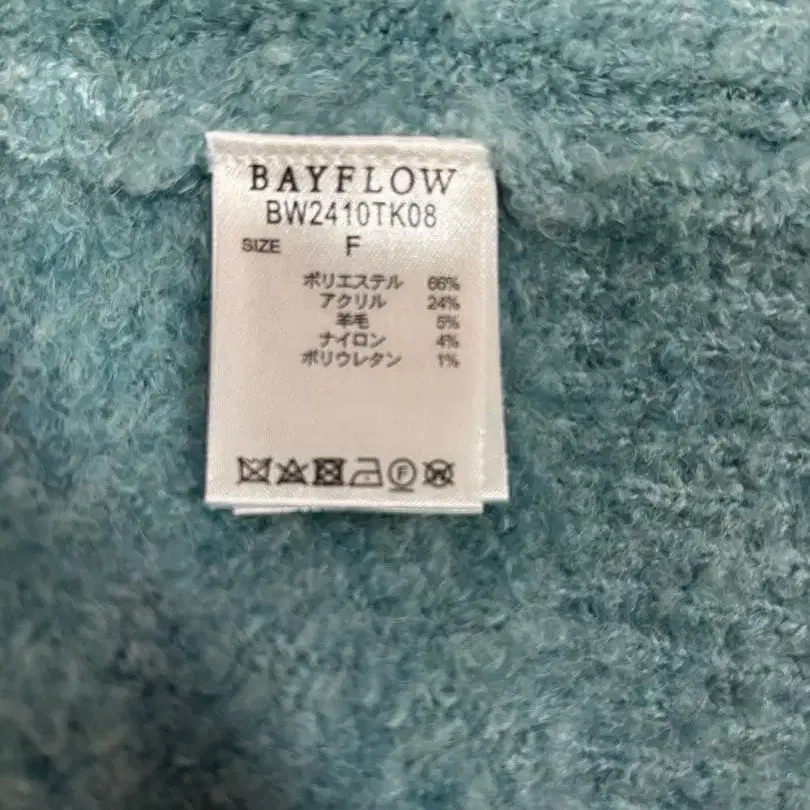 BAYFLOW
BW2410TK08
SIZE F
ポリエステル 66%
アクリル 24%
羊毛 5%
ナイロン 4%
ポリウレタン 1%
F